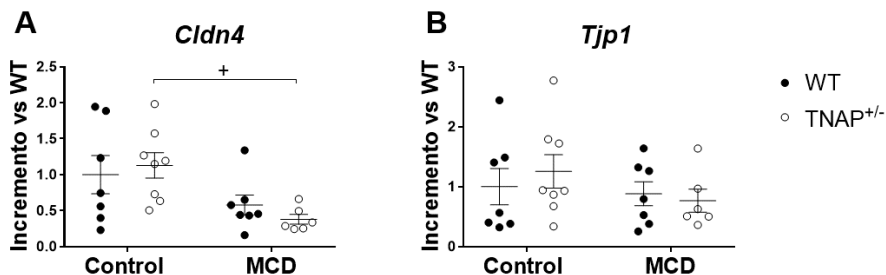 A
Cldn4
Incremento vs WT
2.5
2.0
1.5
1.0
0.5
0.0
+
Control
MCD
B
Tjp1
Incremento vs WT
3
2
1
0
Control
MCD
WT
TNAP+/-